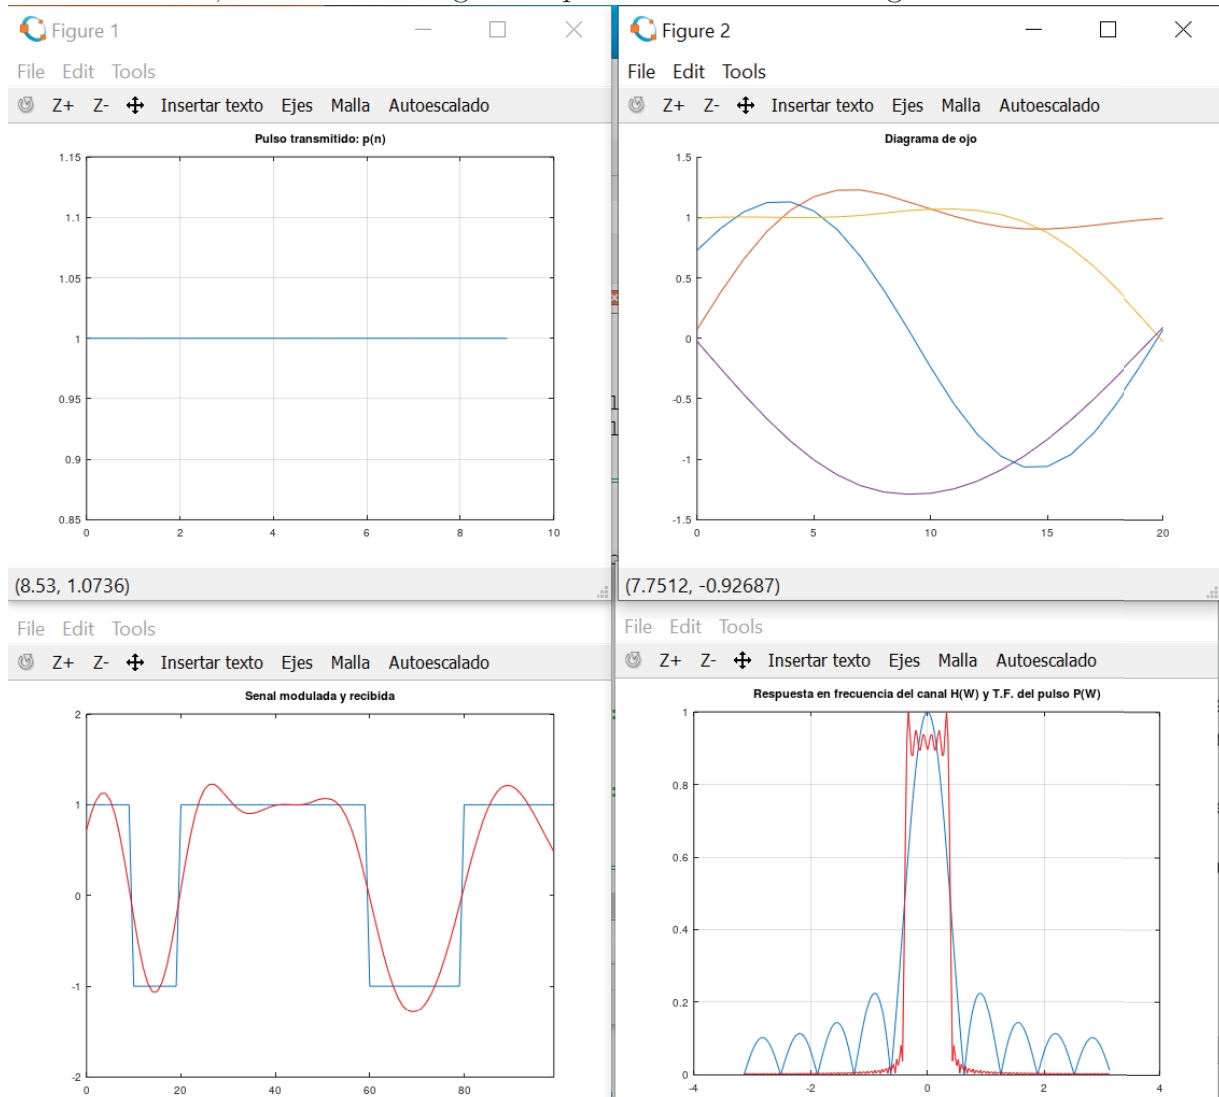 Figure 1
File Edit Tools
Z+ Z- Insertar texto Ejes Malla Autoescalado
Pulso transmitido: p(n)
1.15
1.1
1.05
1
0.95
0.9
0.85
0 2 4 6 8 10
(8.53, 1.0736)
Figure 2
File Edit Tools
Z+ Z- Insertar texto Ejes Malla Autoescalado
Diagrama de ojo
1.5
1
0.5
0
-0.5
-1
-1.5
0 5 10 15 20
(7.7512, -0.92687)
File Edit Tools
Z+ Z- Insertar texto Ejes Malla Autoescalado
Senal modulada y recibida
2
1
0
-1
-2
0 20 40 60 80
File Edit Tools
Z+ Z- Insertar texto Ejes Malla Autoescalado
Respuesta en frecuencia del canal H(W) y T.F. del pulso P(W)
1
0.8
0.6
0.4
0.2
0
-4 -2 0 2 4